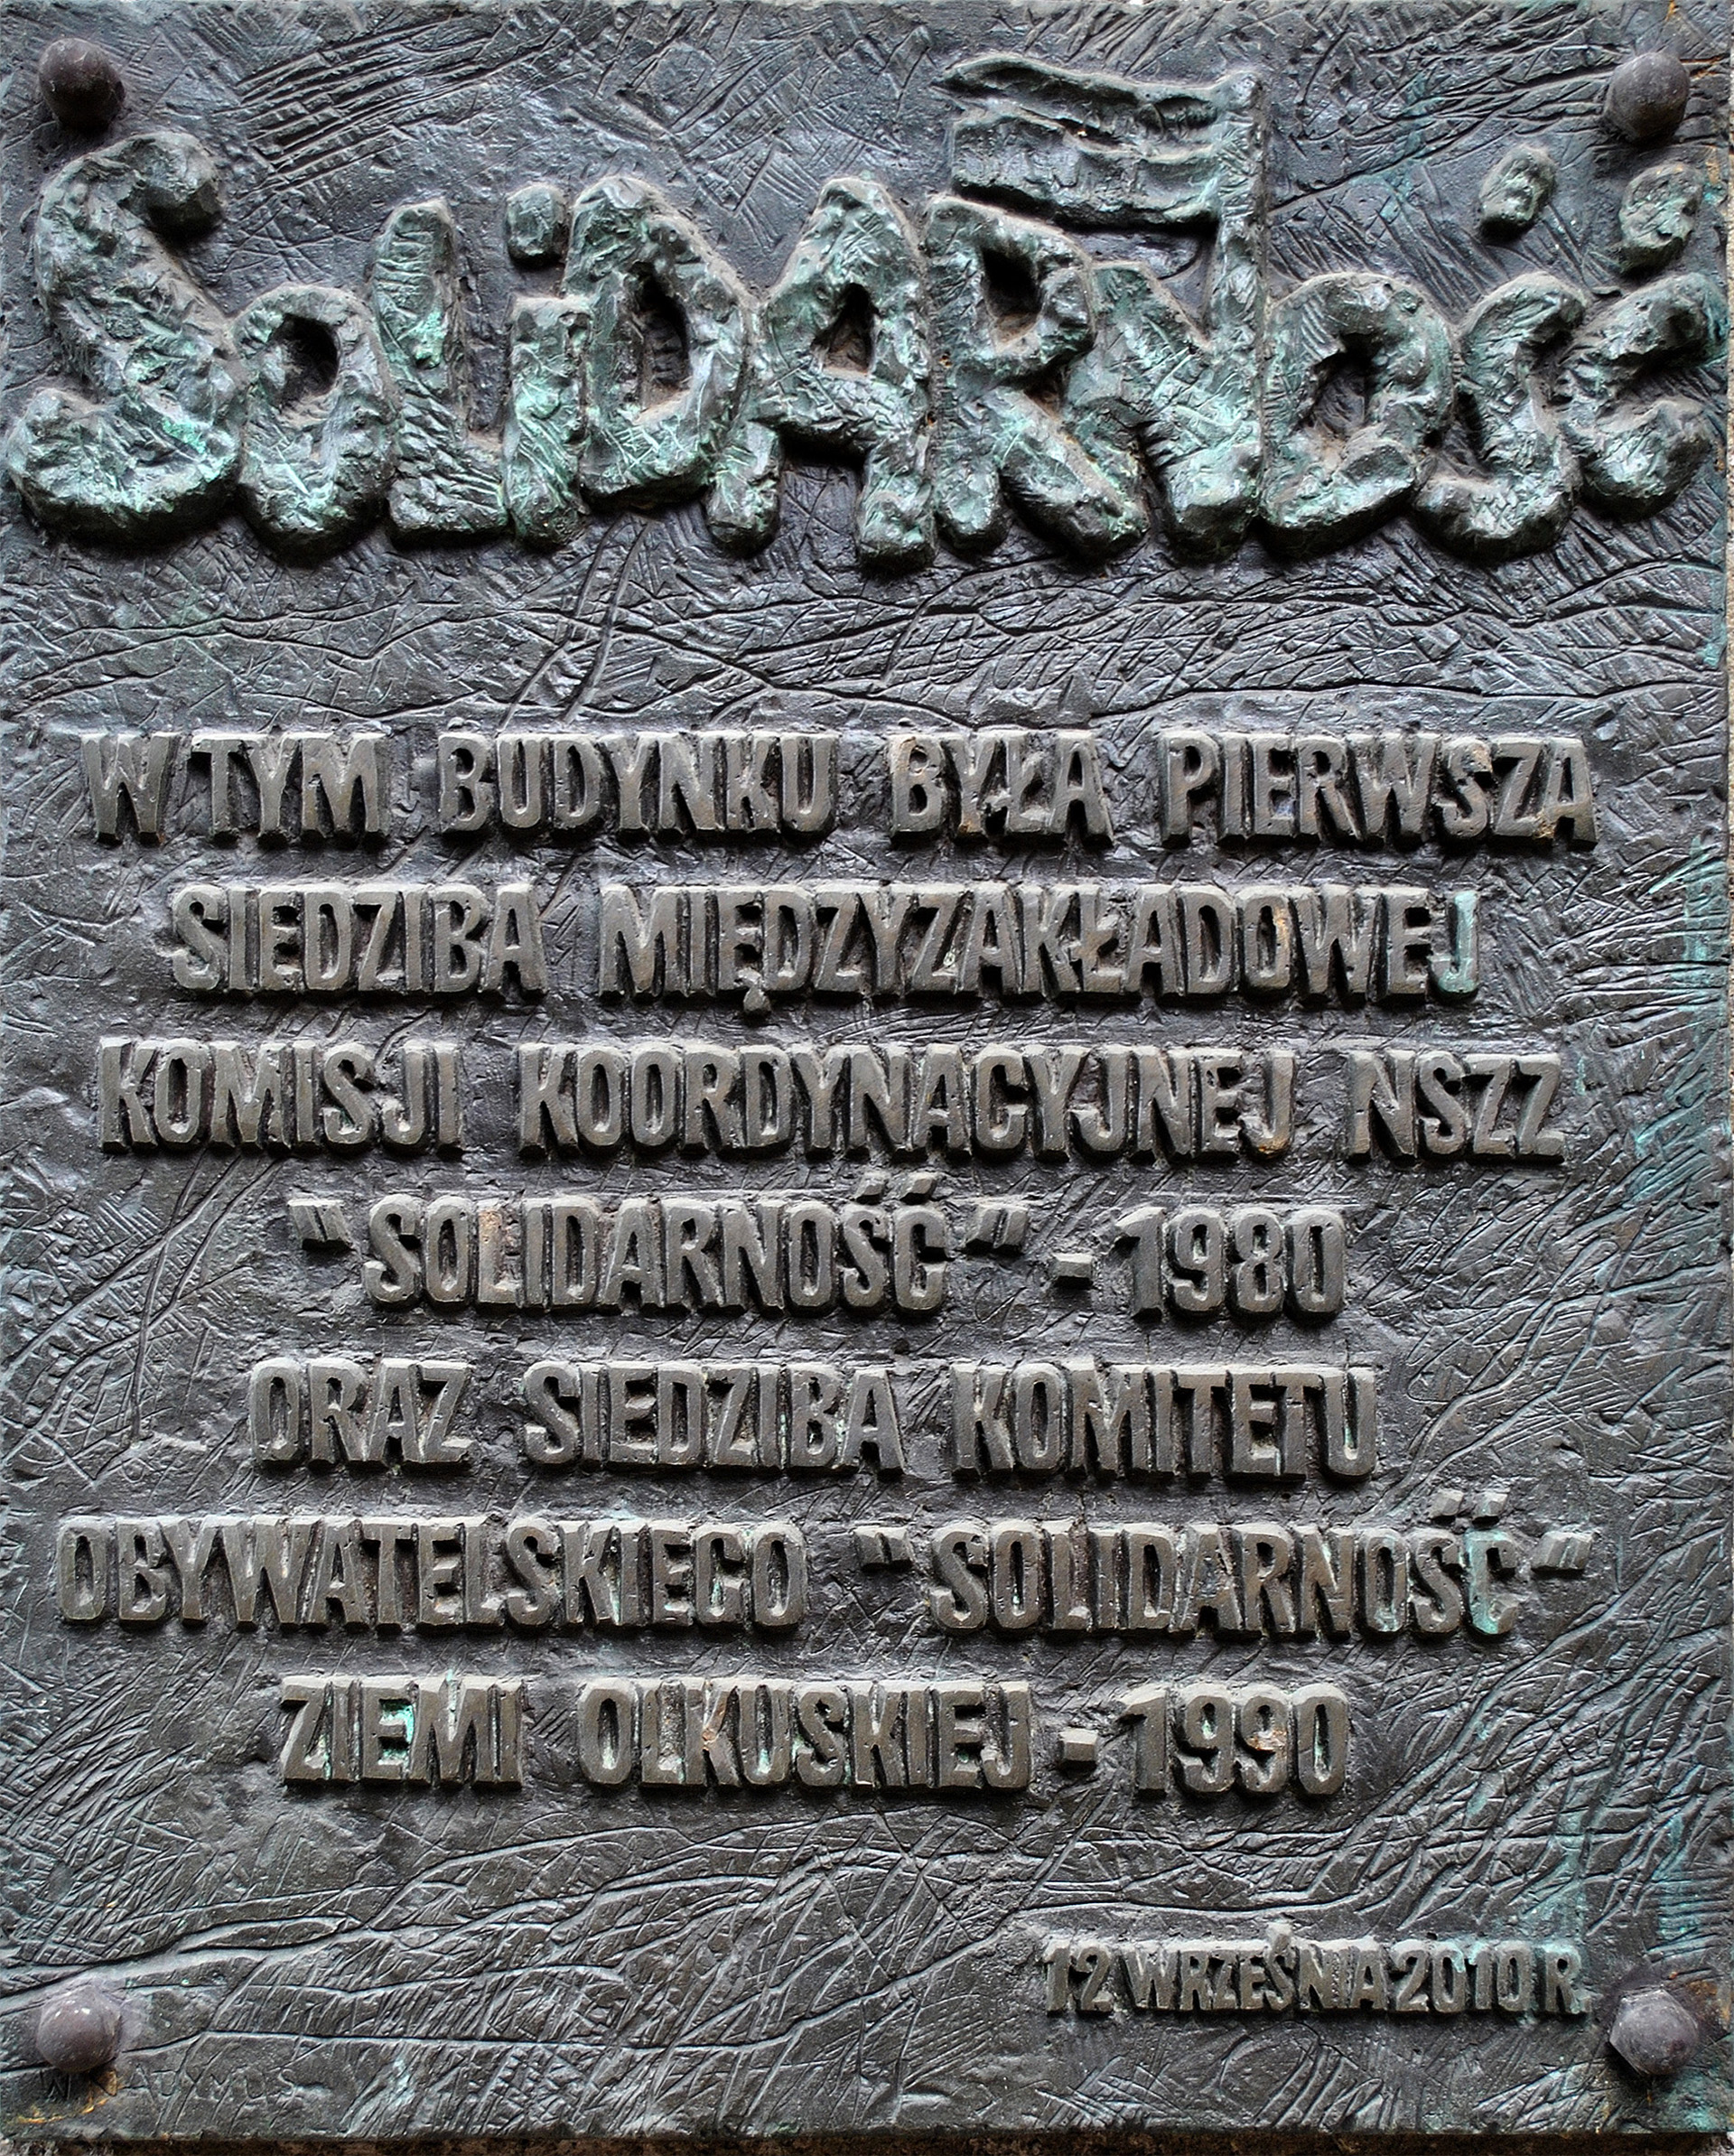 SOLiDARNOŚĆ
W TYM BUDYNKU BYŁA PIERWSZA
SIEDZIBA MIĘDZYZAKŁADOWEJ
KOMISJI KOORDYNACYJNEJ NSZZ
"SOLIDARNOŚĆ" - 1980
ORAZ SIEDZIBA KOMITETU
OBYWATELSKIEGO "SOLIDARNOŚĆ"
ZIEMI OLKUSKIEJ - 1990
12 WRZEŚNIA 2010 R.